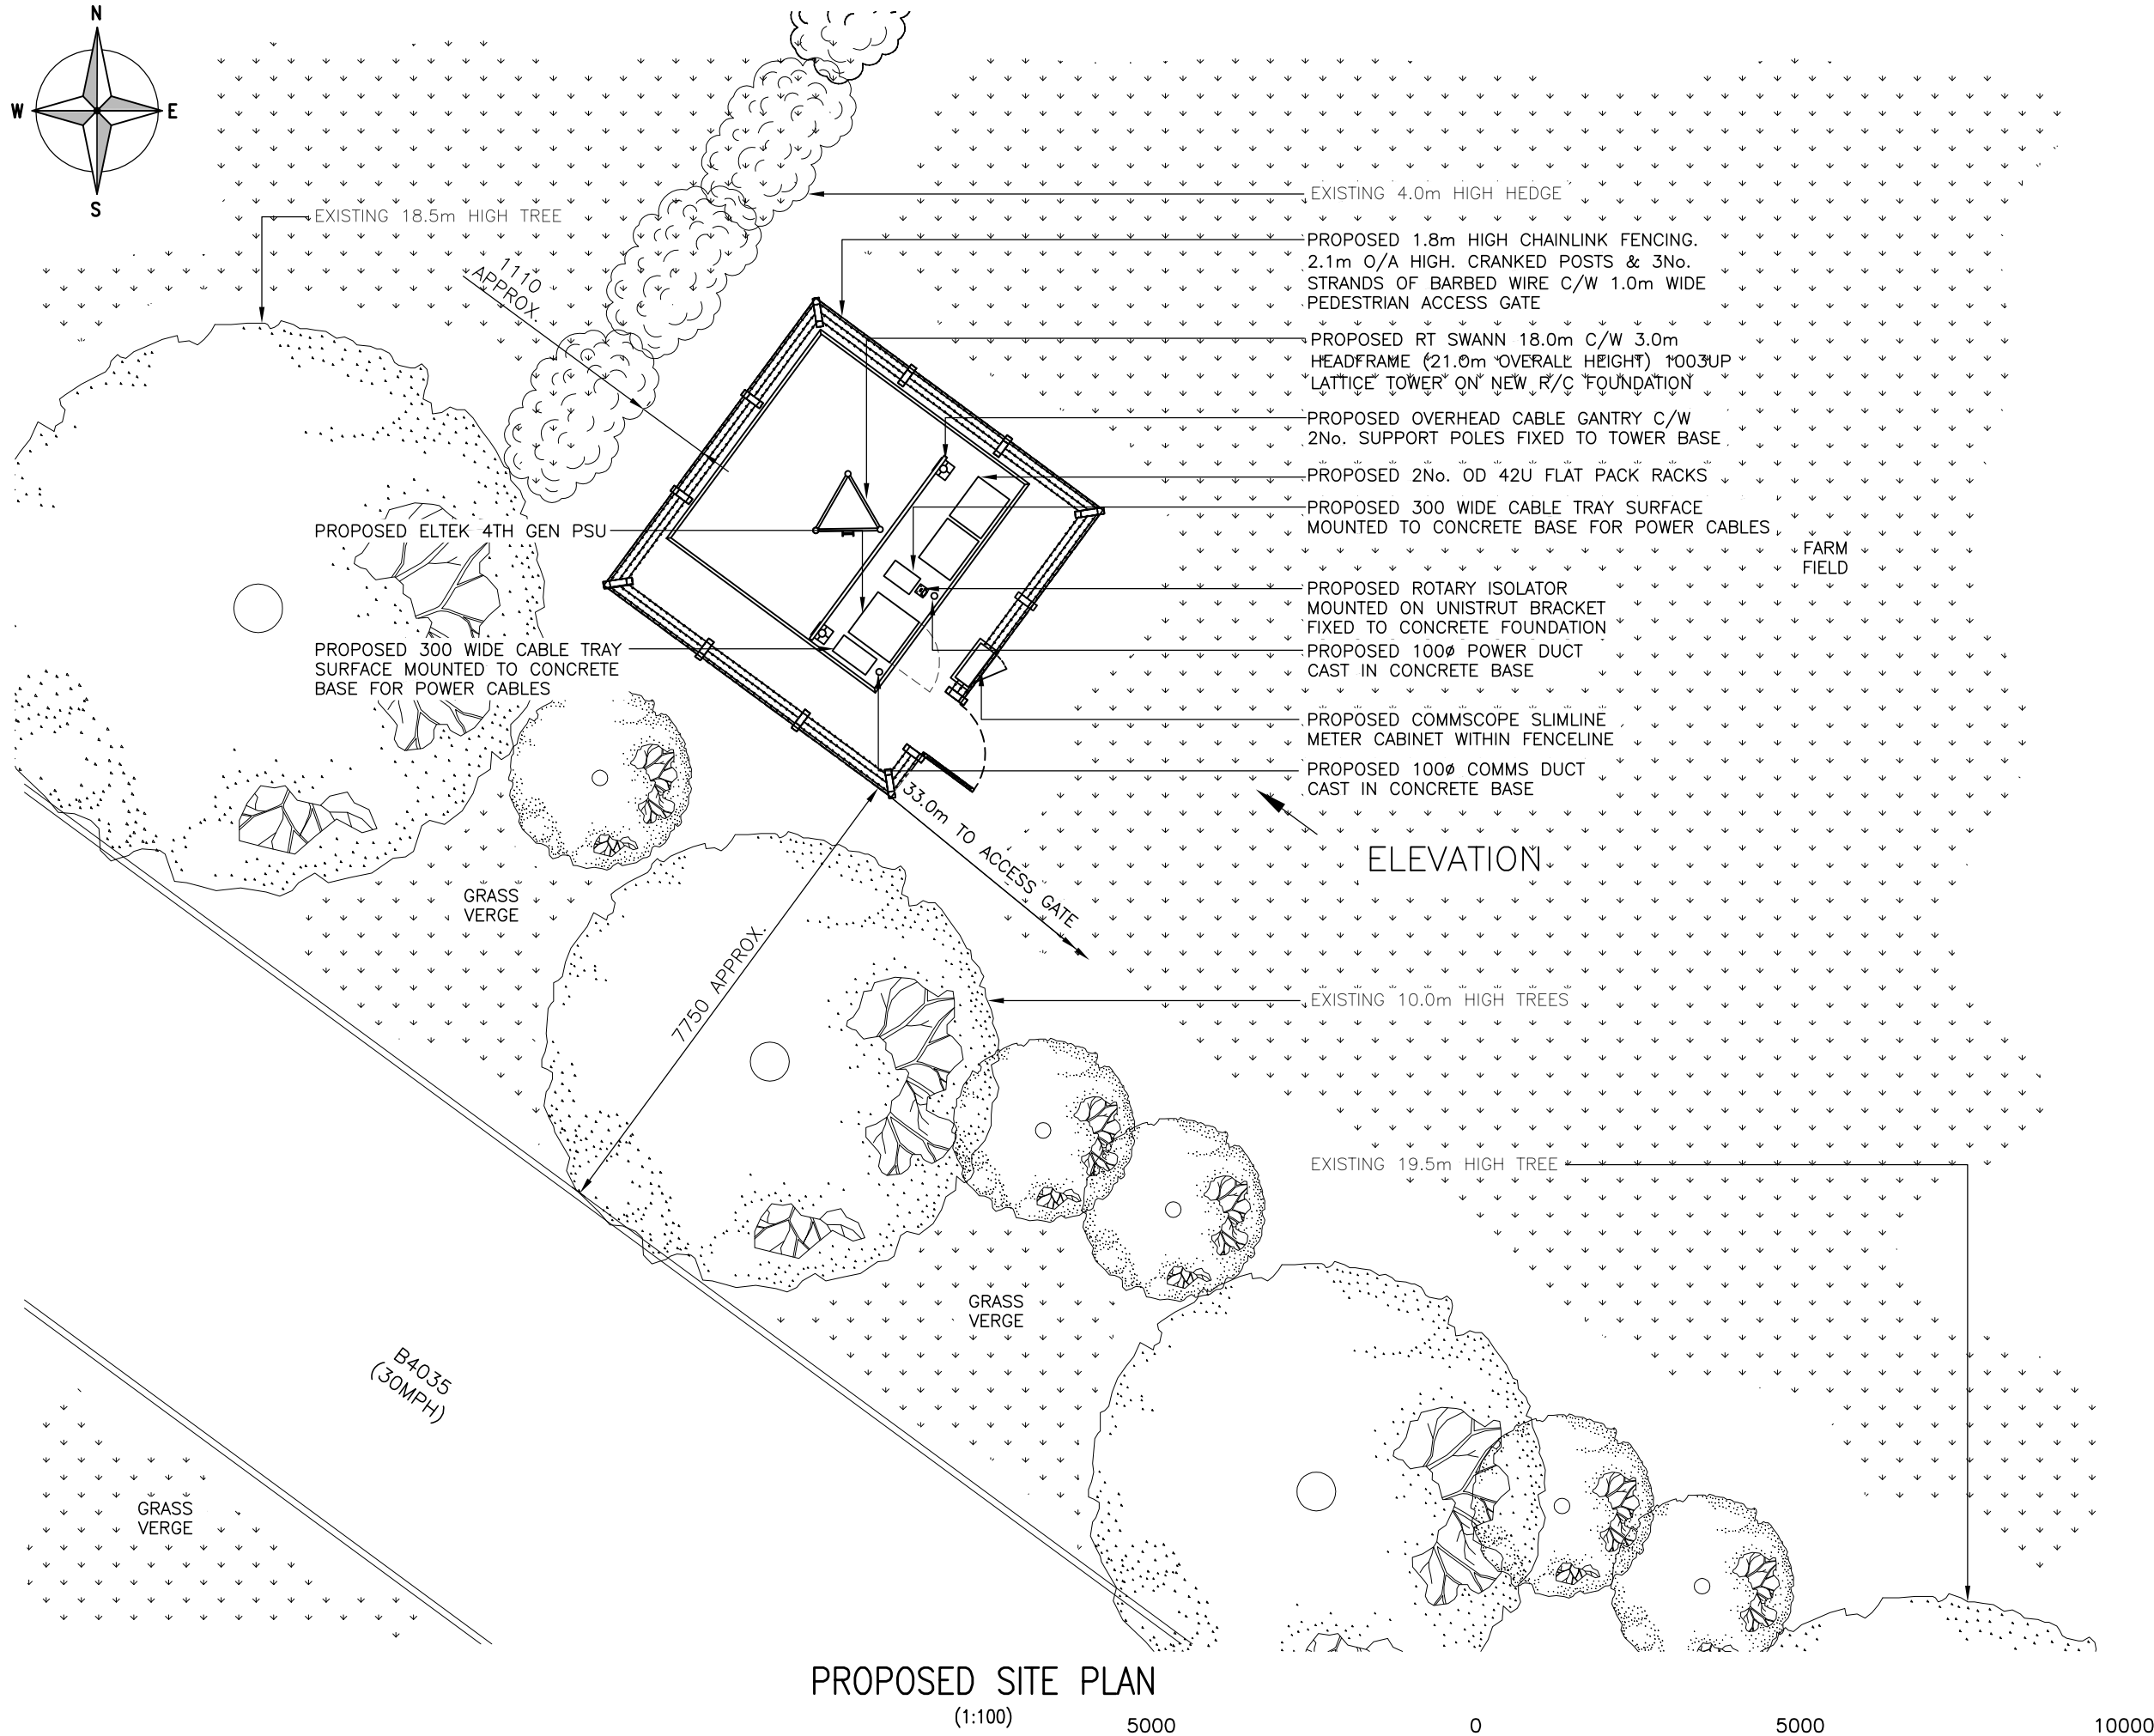 N
W
E
S
EXISTING 18.5m HIGH TREE
1110
APPROX.
EXISTING 4.0m HIGH HEDGE
PROPOSED 1.8m HIGH CHAINLINK FENCING.
2.1m O/A HIGH. CRANKED POSTS & 3No.
STRANDS OF BARBED WIRE C/W 1.0m WIDE
PEDESTRIAN ACCESS GATE
PROPOSED RT SWANN 18.0m C/W 3.0m
HEADFRAME (21.0m OVERALL HEIGHT) 1003UP
LATTICE TOWER ON NEW R/C FOUNDATION
PROPOSED OVERHEAD CABLE GANTRY C/W
2No. SUPPORT POLES FIXED TO TOWER BASE
PROPOSED 2No. OD 42U FLAT PACK RACKS
PROPOSED 300 WIDE CABLE TRAY SURFACE
MOUNTED TO CONCRETE BASE FOR POWER CABLES
FARM
FIELD
PROPOSED ELTEK 4TH GEN PSU
PROPOSED ROTARY ISOLATOR
MOUNTED ON UNISTRUT BRACKET
FIXED TO CONCRETE FOUNDATION
PROPOSED 300 WIDE CABLE TRAY
SURFACE MOUNTED TO CONCRETE
BASE FOR POWER CABLES
PROPOSED 100ø POWER DUCT
CAST IN CONCRETE BASE
PROPOSED COMMSCOPE SLIMLINE
METER CABINET WITHIN FENCELINE
PROPOSED 100ø COMMS DUCT
CAST IN CONCRETE BASE
33.0m TO ACCESS GATE
ELEVATION
GRASS
VERGE
7750 APPROX.
EXISTING 10.0m HIGH TREES
EXISTING 19.5m HIGH TREE
GRASS
VERGE
B4035
(30MPH)
GRASS
VERGE
PROPOSED SITE PLAN
(1:100)
5000
0
5000
10000